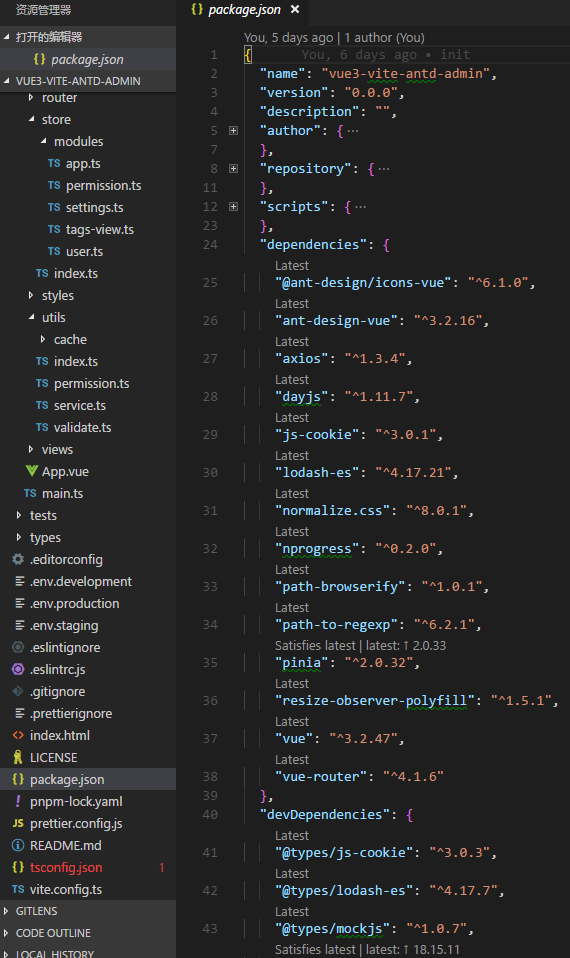 资源管理器
打开的编辑器
{ } package.json
VUE3-VITE-ANTD-ADMIN
router
store
modules
TS app.ts
TS permission.ts
TS settings.ts
TS tags-view.ts
TS user.ts
TS index.ts
styles
utils
cache
TS index.ts
TS permission.ts
TS service.ts
TS validate.ts
views
App.vue
TS main.ts
tests
types
.editorconfig
.env.development
.env.production
.env.staging
.eslintignore
.eslintrc.js
.gitignore
.prettierignore
<> index.html
LICENSE
{ } package.json
! pnpm-lock.yaml
JS prettier.config.js
README.md
{ } tsconfig.json 1
TS vite.config.ts
GITLENS
CODE OUTLINE
LOCAL HISTORY
{ } package.json ×
You, 5 days ago | 1 author (You)
1 { You, 6 days ago • init
2 "name": "vue3-vite-antd-admin",
3 "version": "0.0.0",
4 "description": "",
5 "author": { ⋯
7 },
8 "repository": { ⋯
11 },
12 "scripts": { ⋯
23 },
24 "dependencies": {
Latest
25 "@ant-design/icons-vue": "^6.1.0",
Latest
26 "ant-design-vue": "^3.2.16",
Latest
27 "axios": "^1.3.4",
Latest
28 "dayjs": "^1.11.7",
Latest
29 "js-cookie": "^3.0.1",
Latest
30 "lodash-es": "^4.17.21",
Latest
31 "normalize.css": "^8.0.1",
Latest
32 "nprogress": "^0.2.0",
Latest
33 "path-browserify": "^1.0.1",
Latest
34 "path-to-regexp": "^6.2.1",
Satisfies latest | latest: ↑ 2.0.33
35 "pinia": "^2.0.32",
Latest
36 "resize-observer-polyfill": "^1.5.1",
Latest
37 "vue": "^3.2.47",
Latest
38 "vue-router": "^4.1.6"
39 },
40 "devDependencies": {
Latest
41 "@types/js-cookie": "^3.0.3",
Latest
42 "@types/lodash-es": "^4.17.7",
Latest
43 "@types/mockjs": "^1.0.7",
Satisfies latest | latest: ↑ 18.15.11